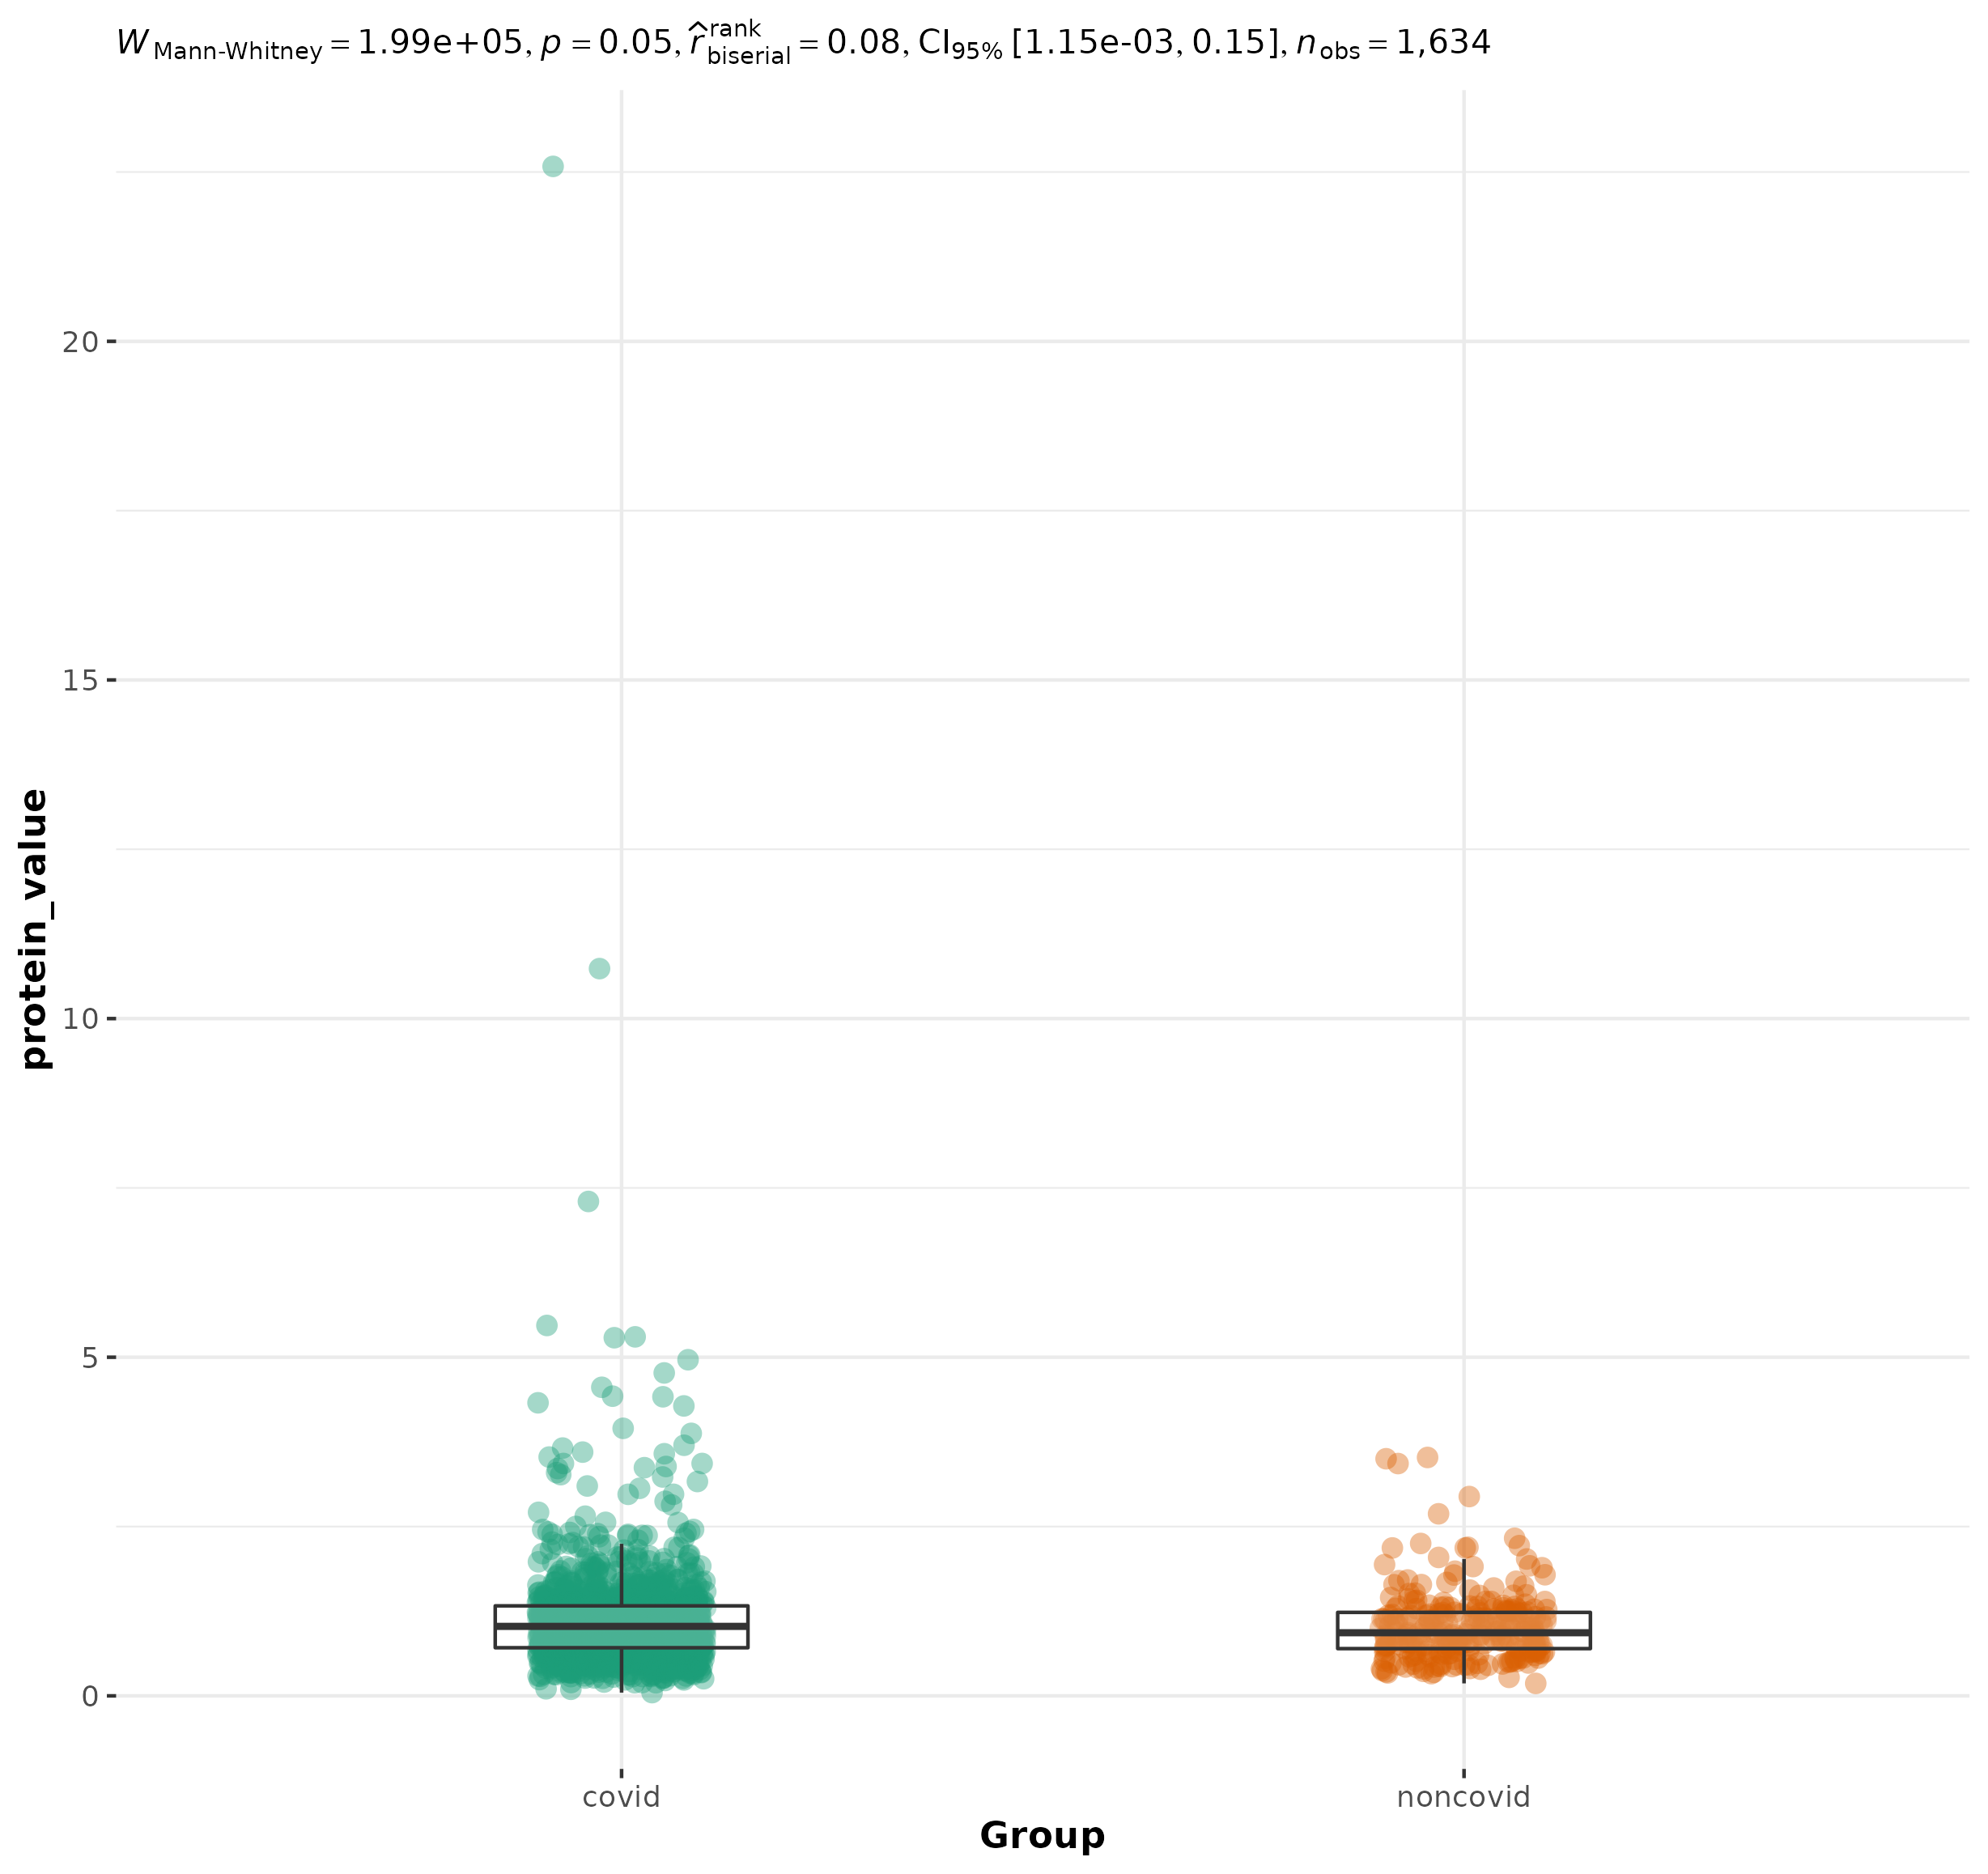 W Mann-Whitney = 1.99e+05, p = 0.05, r̂ rank biserial = 0.08, CI95% [1.15e-03, 0.15], n obs = 1,634
20
15
10
5
0
protein_value
covid noncovid
Group